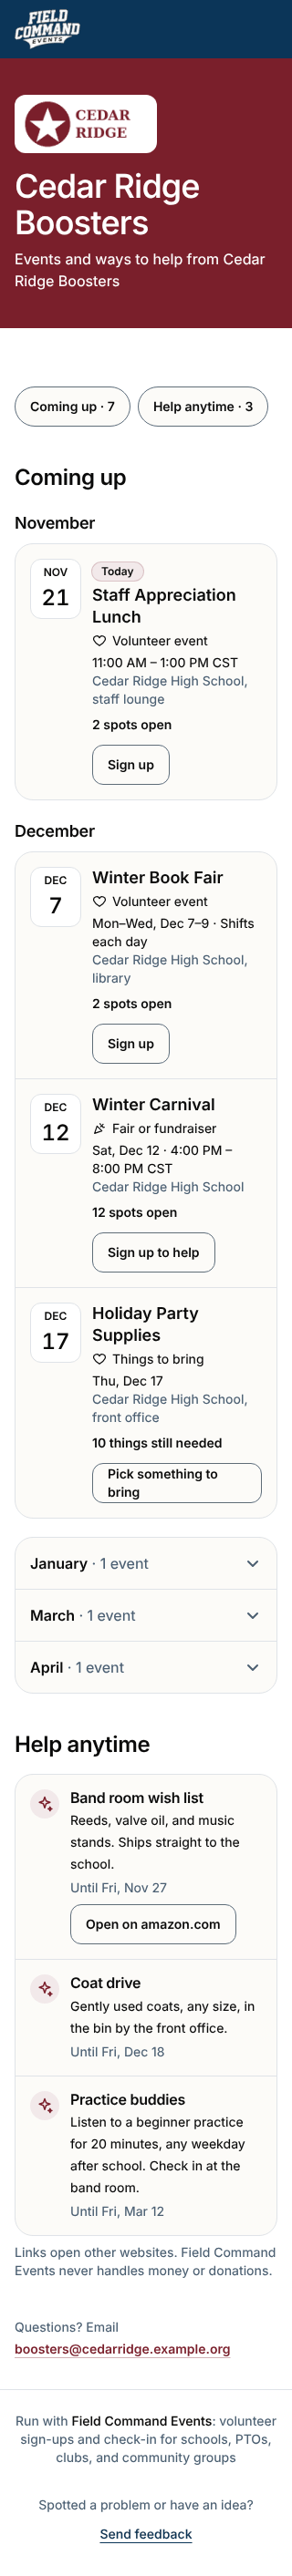 FIELD
COMMAND
EVENTS
CEDAR
RIDGE
Cedar Ridge
Boosters
Events and ways to help from Cedar
Ridge Boosters
Coming up · 7
Help anytime · 3
Coming up
November
NOV
21
Today
Staff Appreciation
Lunch
Volunteer event
11:00 AM – 1:00 PM CST
Cedar Ridge High School,
staff lounge
2 spots open
Sign up
December
DEC
7
Winter Book Fair
Volunteer event
Mon–Wed, Dec 7–9 · Shifts
each day
Cedar Ridge High School,
library
2 spots open
Sign up
DEC
12
Winter Carnival
Fair or fundraiser
Sat, Dec 12 · 4:00 PM –
8:00 PM CST
Cedar Ridge High School
12 spots open
Sign up to help
DEC
17
Holiday Party
Supplies
Things to bring
Thu, Dec 17
Cedar Ridge High School,
front office
10 things still needed
Pick something to
bring
January · 1 event
March · 1 event
April · 1 event
Help anytime
Band room wish list
Reeds, valve oil, and music
stands. Ships straight to the
school.
Until Fri, Nov 27
Open on amazon.com
Coat drive
Gently used coats, any size, in
the bin by the front office.
Until Fri, Dec 18
Practice buddies
Listen to a beginner practice
for 20 minutes, any weekday
after school. Check in at the
band room.
Until Fri, Mar 12
Links open other websites. Field Command
Events never handles money or donations.
Questions? Email
boosters@cedarridge.example.org
Run with Field Command Events: volunteer
sign-ups and check-in for schools, PTOs,
clubs, and community groups
Spotted a problem or have an idea?
Send feedback